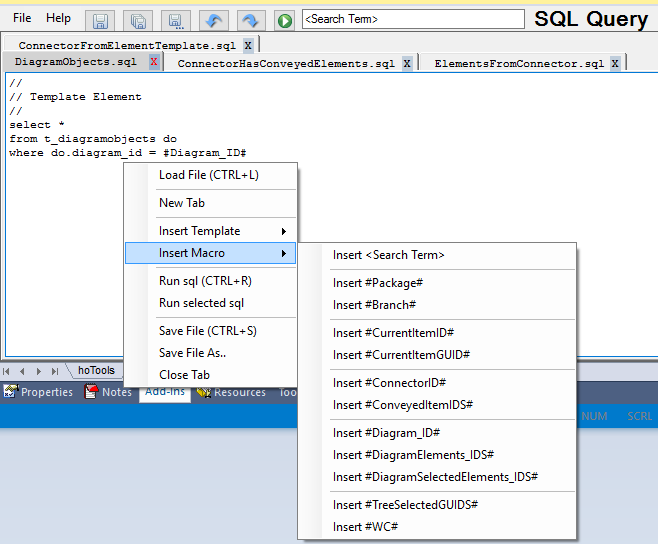 File Help <Search Term> SQL Query
ConnectorFromElementTemplate.sql X
DiagramObjects.sql X ConnectorHasConveyedElements.sql X ElementsFromConnector.sql X
//
// Template Element
//
select *
from t_diagramobjects do
where do.diagram_id = #Diagram_ID#
Load File (CTRL+L)
New Tab
Insert Template
Insert Macro
Run sql (CTRL+R)
Run selected sql
Save File (CTRL+S)
Save File As..
Close Tab
Insert <Search Term>
Insert #Package#
Insert #Branch#
Insert #CurrentItemID#
Insert #CurrentItemGUID#
Insert #ConnectorID#
Insert #ConveyedItemIDS#
Insert #Diagram_ID#
Insert #DiagramElements_IDS#
Insert #DiagramSelectedElements_IDS#
Insert #TreeSelectedGUIDS#
Insert #WC#
hoTools
Properties Notes Add-Ins Resources Too
NUM SCRL